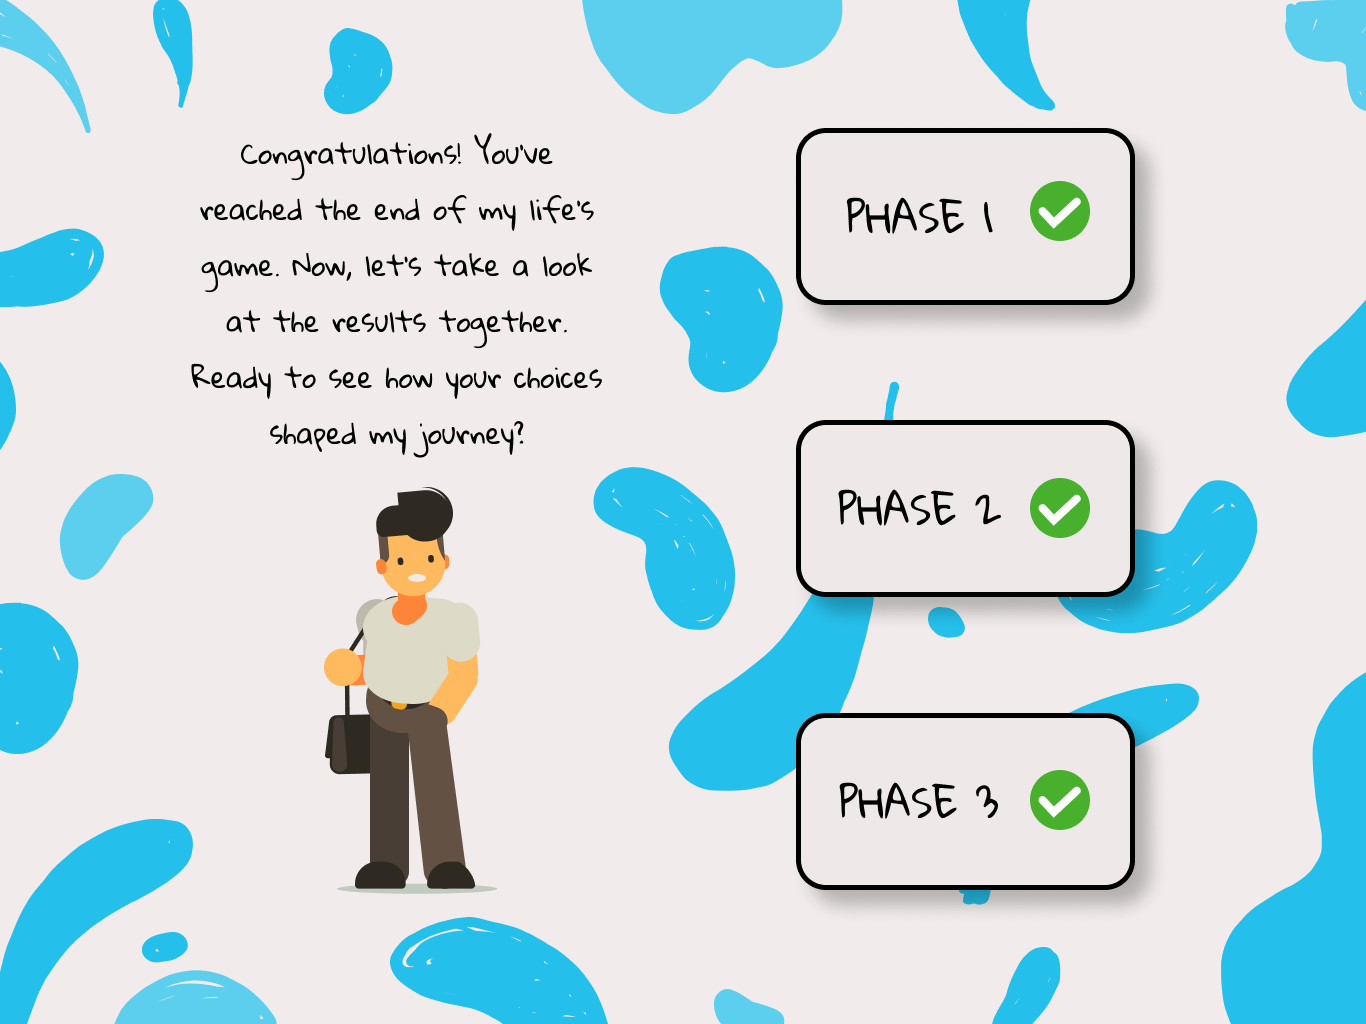 Congratulations! You've
reached the end of my life's
game. Now, let's take a look
at the results together.
Ready to see how your choices
shaped my journey?
PHASE 1
PHASE 2
PHASE 3